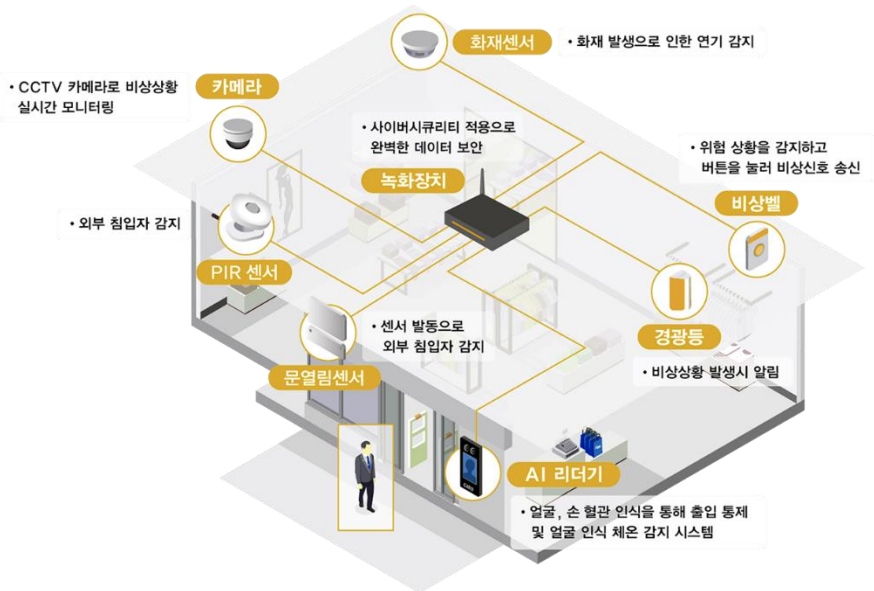 화재센서
• 화재 발생으로 인한 연기 감지
• CCTV 카메라로 비상상황
실시간 모니터링
카메라
• 사이버시큐리티 적용으로
완벽한 데이터 보안
녹화장치
• 위험 상황을 감지하고
버튼을 눌러 비상신호 송신
비상벨
• 외부 침입자 감지
PIR 센서
• 센서 발동으로
외부 침입자 감지
문열림센서
경광등
• 비상상황 발생시 알림
AI 리더기
• 얼굴, 손 혈관 인식을 통해 출입 통제
및 얼굴 인식 체온 감지 시스템